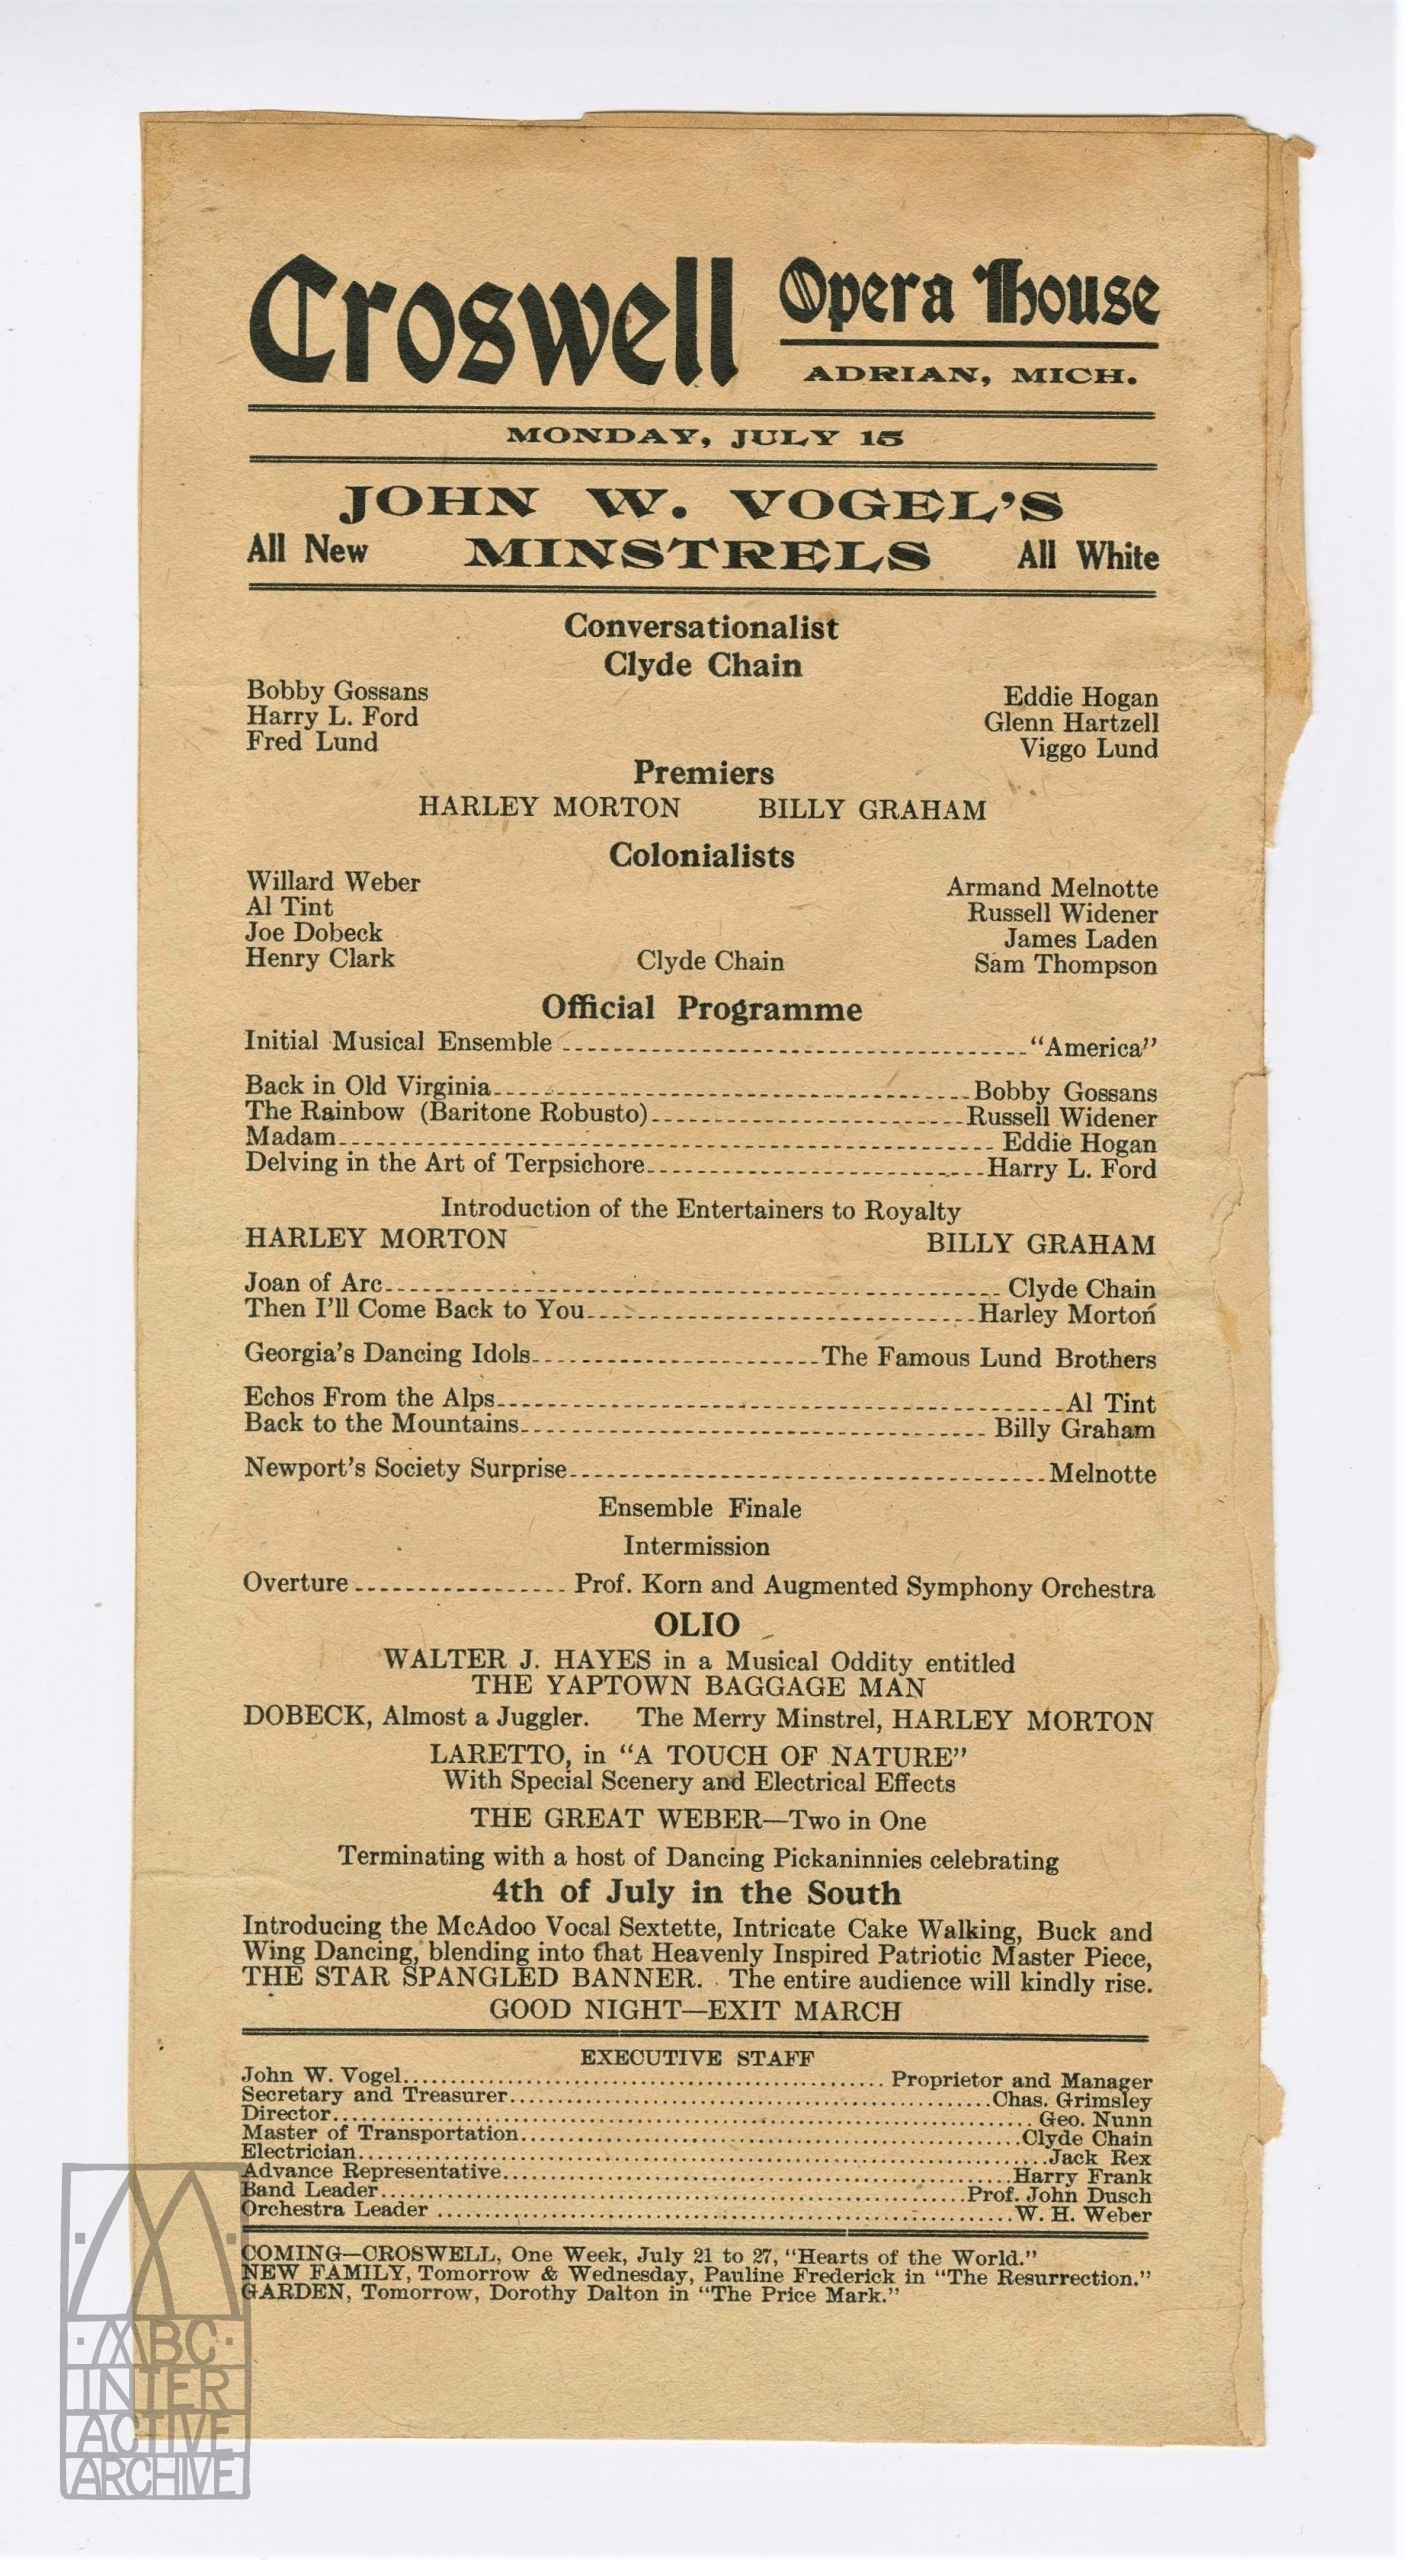 Croswell Opera House
ADRIAN, MICH.
MONDAY, JULY 15
JOHN W. VOGEL'S
All New MINSTRELS All White
Conversationalist
Clyde Chain
Bobby Gossans Eddie Hogan
Harry L. Ford Glenn Hartzell
Fred Lund Viggo Lund
Premiers
HARLEY MORTON BILLY GRAHAM
Colonialists
Willard Weber Armand Melnotte
Al Tint Russell Widener
Joe Dobeck James Laden
Henry Clark Clyde Chain Sam Thompson
Official Programme
Initial Musical Ensemble "America"
Back in Old Virginia Bobby Gossans
The Rainbow (Baritone Robusto) Russell Widener
Madam Eddie Hogan
Delving in the Art of Terpsichore Harry L. Ford
Introduction of the Entertainers to Royalty
HARLEY MORTON BILLY GRAHAM
Joan of Arc Clyde Chain
Then I'll Come Back to You Harley Morton
Georgia's Dancing Idols The Famous Lund Brothers
Echos From the Alps Al Tint
Back to the Mountains Billy Graham
Newport's Society Surprise Melnotte
Ensemble Finale
Intermission
Overture Prof. Korn and Augmented Symphony Orchestra
OLIO
WALTER J. HAYES in a Musical Oddity entitled
THE YAPTOWN BAGGAGE MAN
DOBECK, Almost a Juggler. The Merry Minstrel, HARLEY MORTON
LARETTO, in "A TOUCH OF NATURE"
With Special Scenery and Electrical Effects
THE GREAT WEBER—Two in One
Terminating with a host of Dancing Pickaninnies celebrating
4th of July in the South
Introducing the McAdoo Vocal Sextette, Intricate Cake Walking, Buck and
Wing Dancing, blending into that Heavenly Inspired Patriotic Master Piece,
THE STAR SPANGLED BANNER. The entire audience will kindly rise.
GOOD NIGHT—EXIT MARCH
EXECUTIVE STAFF
John W. Vogel Proprietor and Manager
Secretary and Treasurer Chas. Grimsley
Director Geo. Nunn
Master of Transportation Clyde Chain
Electrician Jack Rex
Advance Representative Harry Frank
Band Leader Prof. John Dusch
Orchestra Leader W. H. Weber
COMING—CROSWELL, One Week, July 21 to 27, "Hearts of the World."
NEW FAMILY, Tomorrow & Wednesday, Pauline Frederick in "The Resurrection."
GARDEN, Tomorrow, Dorothy Dalton in "The Price Mark."
ABC
INTER
ACTIVE
ARCHIVE